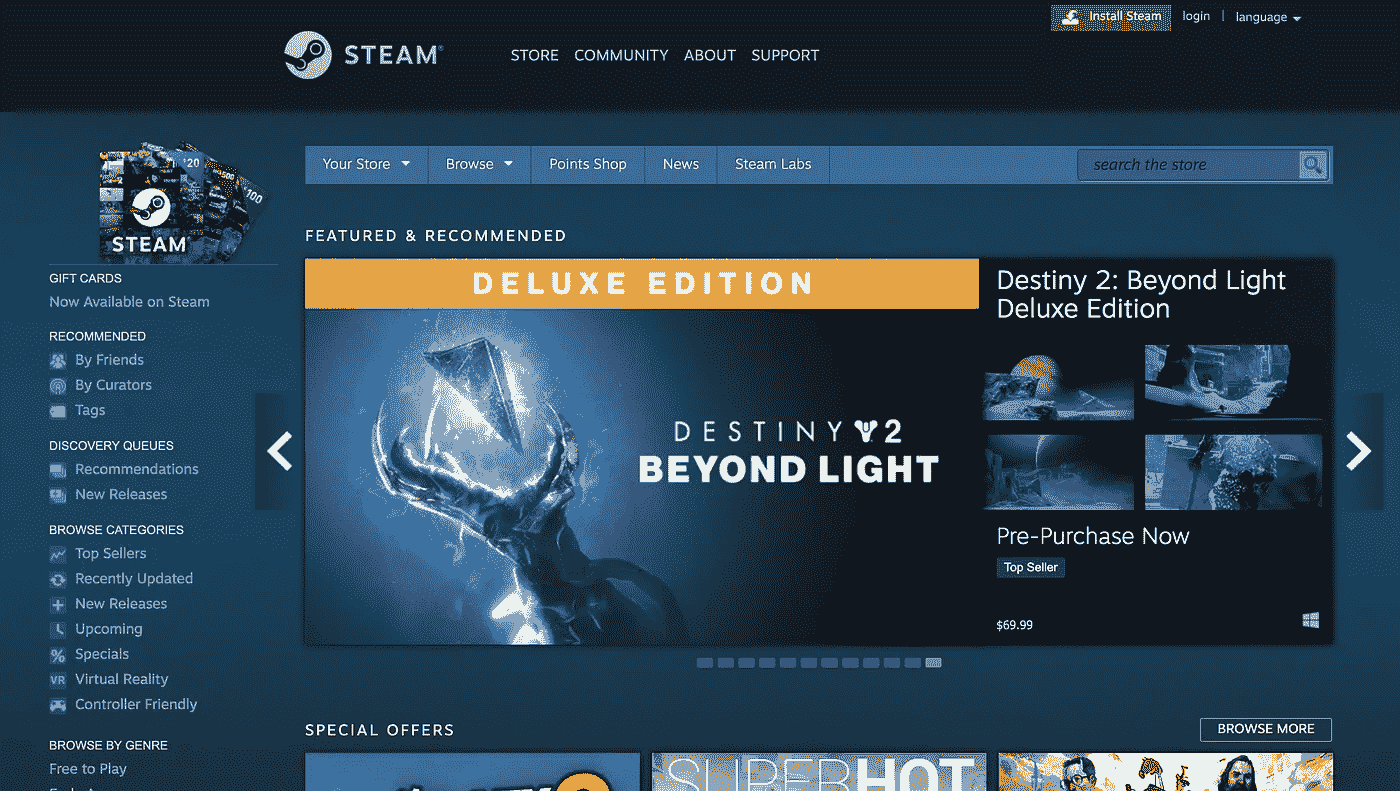 Install Steam
login
language
STEAM®
STORE
COMMUNITY
ABOUT
SUPPORT
Your Store
Browse
Points Shop
News
Steam Labs
search the store
STEAM
GIFT CARDS
Now Available on Steam
RECOMMENDED
By Friends
By Curators
Tags
DISCOVERY QUEUES
Recommendations
New Releases
BROWSE CATEGORIES
Top Sellers
Recently Updated
New Releases
Upcoming
Specials
VR
Virtual Reality
Controller Friendly
BROWSE BY GENRE
Free to Play
FEATURED & RECOMMENDED
DELUXE EDITION
DESTINY 2
BEYOND LIGHT
Destiny 2: Beyond Light
Deluxe Edition
Pre-Purchase Now
Top Seller
$69.99
SPECIAL OFFERS
BROWSE MORE
SUPERHOT